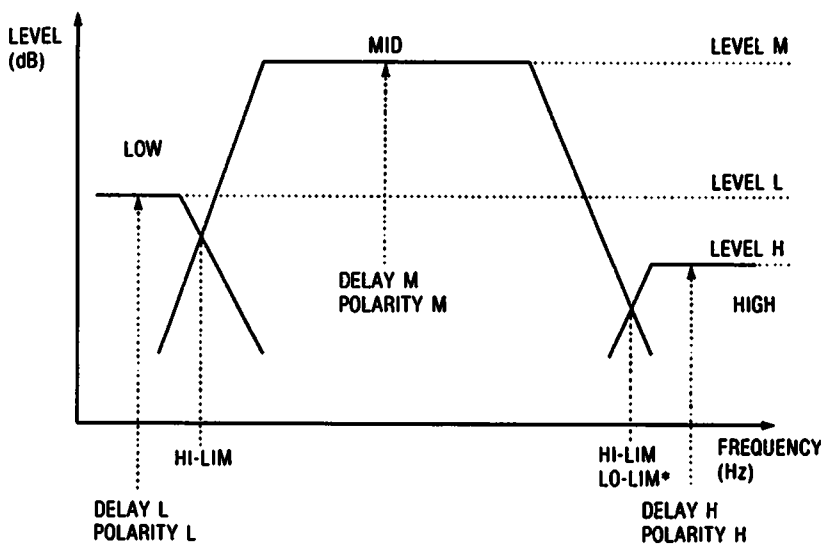 LEVEL
(dB)
MID
LEVEL M
LOW
LEVEL L
LEVEL H
DELAY M
POLARITY M
HIGH
HI-LIM
HI-LIM
LO-LIM*
FREQUENCY
(Hz)
DELAY L
POLARITY L
DELAY H
POLARITY H